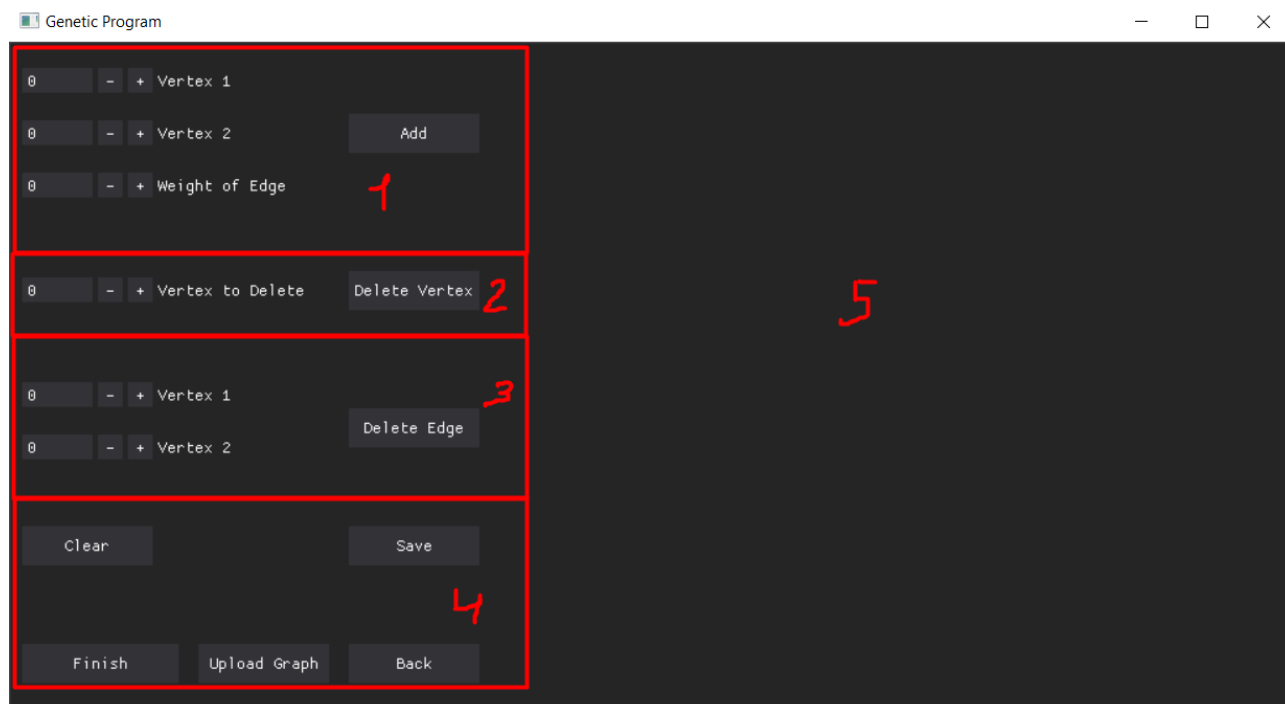 Genetic Program
0 - + Vertex 1
0 - + Vertex 2 Add
0 - + Weight of Edge 1
0 - + Vertex to Delete Delete Vertex 2
5
0 - + Vertex 1 3
Delete Edge
0 - + Vertex 2
Clear Save
4
Finish Upload Graph Back